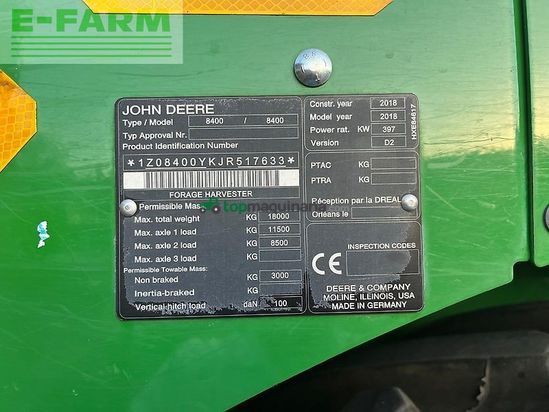 E-FARM
JOHN DEERE
Type / Model 8400 / 8400
Typ Approval Nr.
Product Identification Number
*1Z08400YKJR517633*
FORAGE HARVESTER
Permissible Mass
Max. total weight KG 18000
Max. axle 1 load KG 11500
Max. axle 2 load KG 8500
Max. axle 3 load KG
Permissible Towable Mass:
Non braked KG 3000
Inertia-braked KG
Vertical hitch load daN 100
Constr. year 2018
Model year 2018
Power rat. KW 397
Version D2
HXE84617
PTAC KG
PTRA KG
Réception par la DREAL
Orléans le
INSPECTION CODES
CE
DEERE & COMPANY
MOLINE, ILLINOIS, USA
MADE IN GERMANY
topmaquinaria